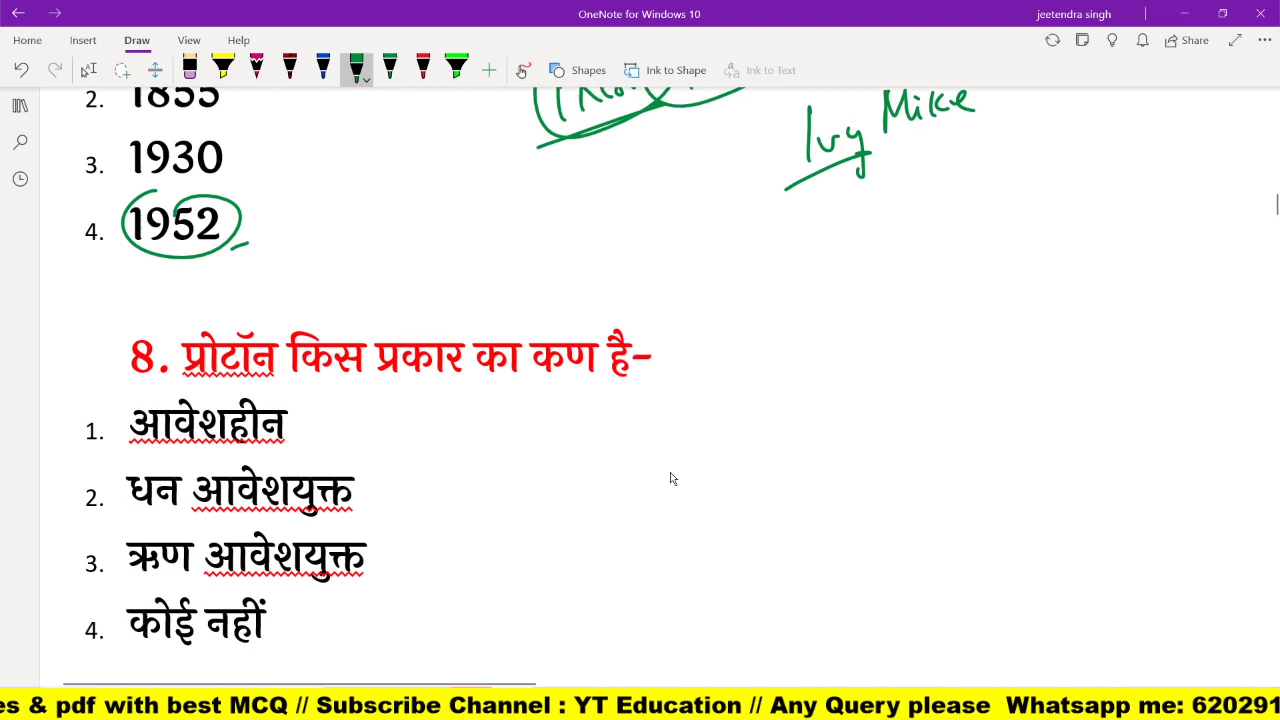 OneNote for Windows 10
jeetendra singh
Home Insert Draw View Help
Share
Shapes
Ink to Shape
Ink to Text
2. 1855
Ivy Mike
3. 1930
4. 1952
8. प्रोटॉन किस प्रकार का कण है-
1. आवेशहीन
2. धन आवेशयुक्त
3. ऋण आवेशयुक्त
4. कोई नहीं
es & pdf with best MCQ // Subscribe Channel : YT Education // Any Query please Whatsapp me: 620291